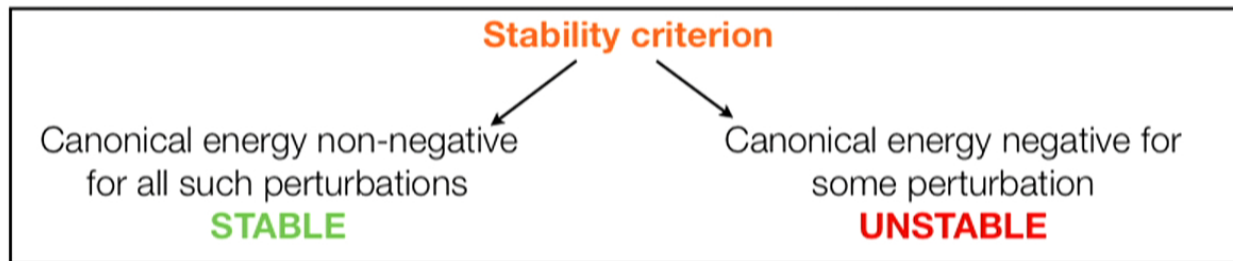 Stability criterion
Canonical energy non-negative
for all such perturbations
STABLE
Canonical energy negative for
some perturbation
UNSTABLE